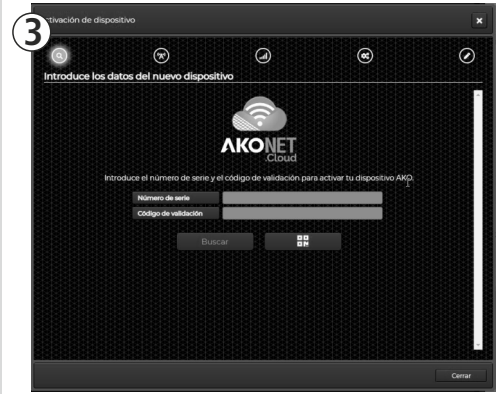 3
Activación de dispositivo
Introduce los datos del nuevo dispositivo
AKONET
.Cloud
Introduce el número de serie y el código de validación para activar tu dispositivo AKO.
Número de serie
Código de validación
Buscar
Cerrar